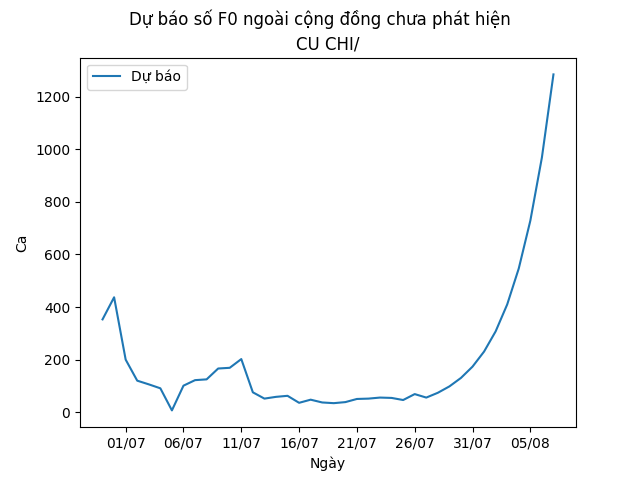 Dự báo số F0 ngoài cộng đồng chưa phát hiện
CU CHI/
Dự báo
1200
1000
800
600
400
200
0
Ca
01/07 06/07 11/07 16/07 21/07 26/07 31/07 05/08
Ngày